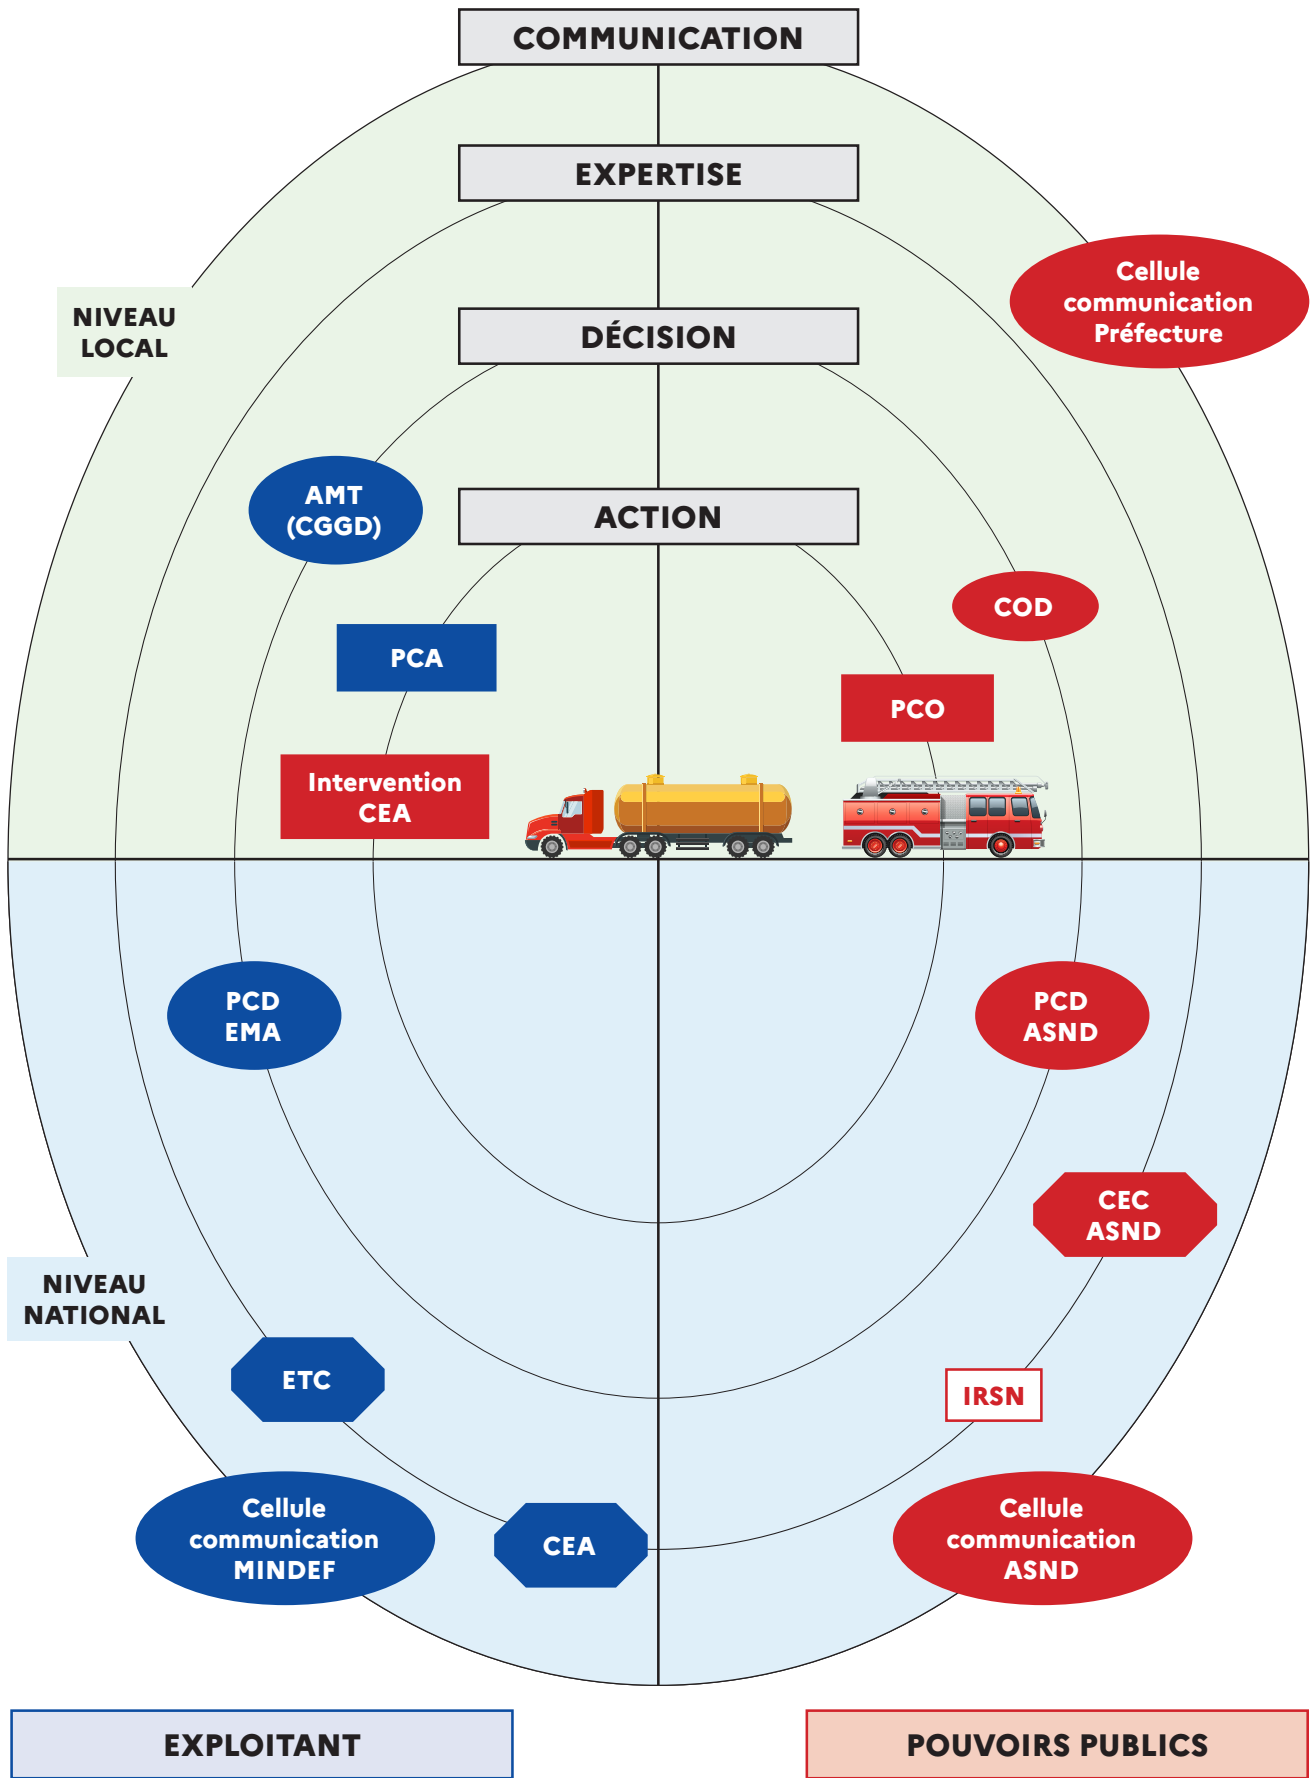 COMMUNICATION
EXPERTISE
Cellule
communication
Préfecture
NIVEAU
LOCAL
DÉCISION
AMT
(CGGD)
ACTION
COD
PCA
PCO
Intervention
CEA
PCD
EMA
PCD
ASND
CEC
ASND
NIVEAU
NATIONAL
ETC
IRSN
Cellule
communication
MINDEF
CEA
Cellule
communication
ASND
EXPLOITANT
POUVOIRS PUBLICS